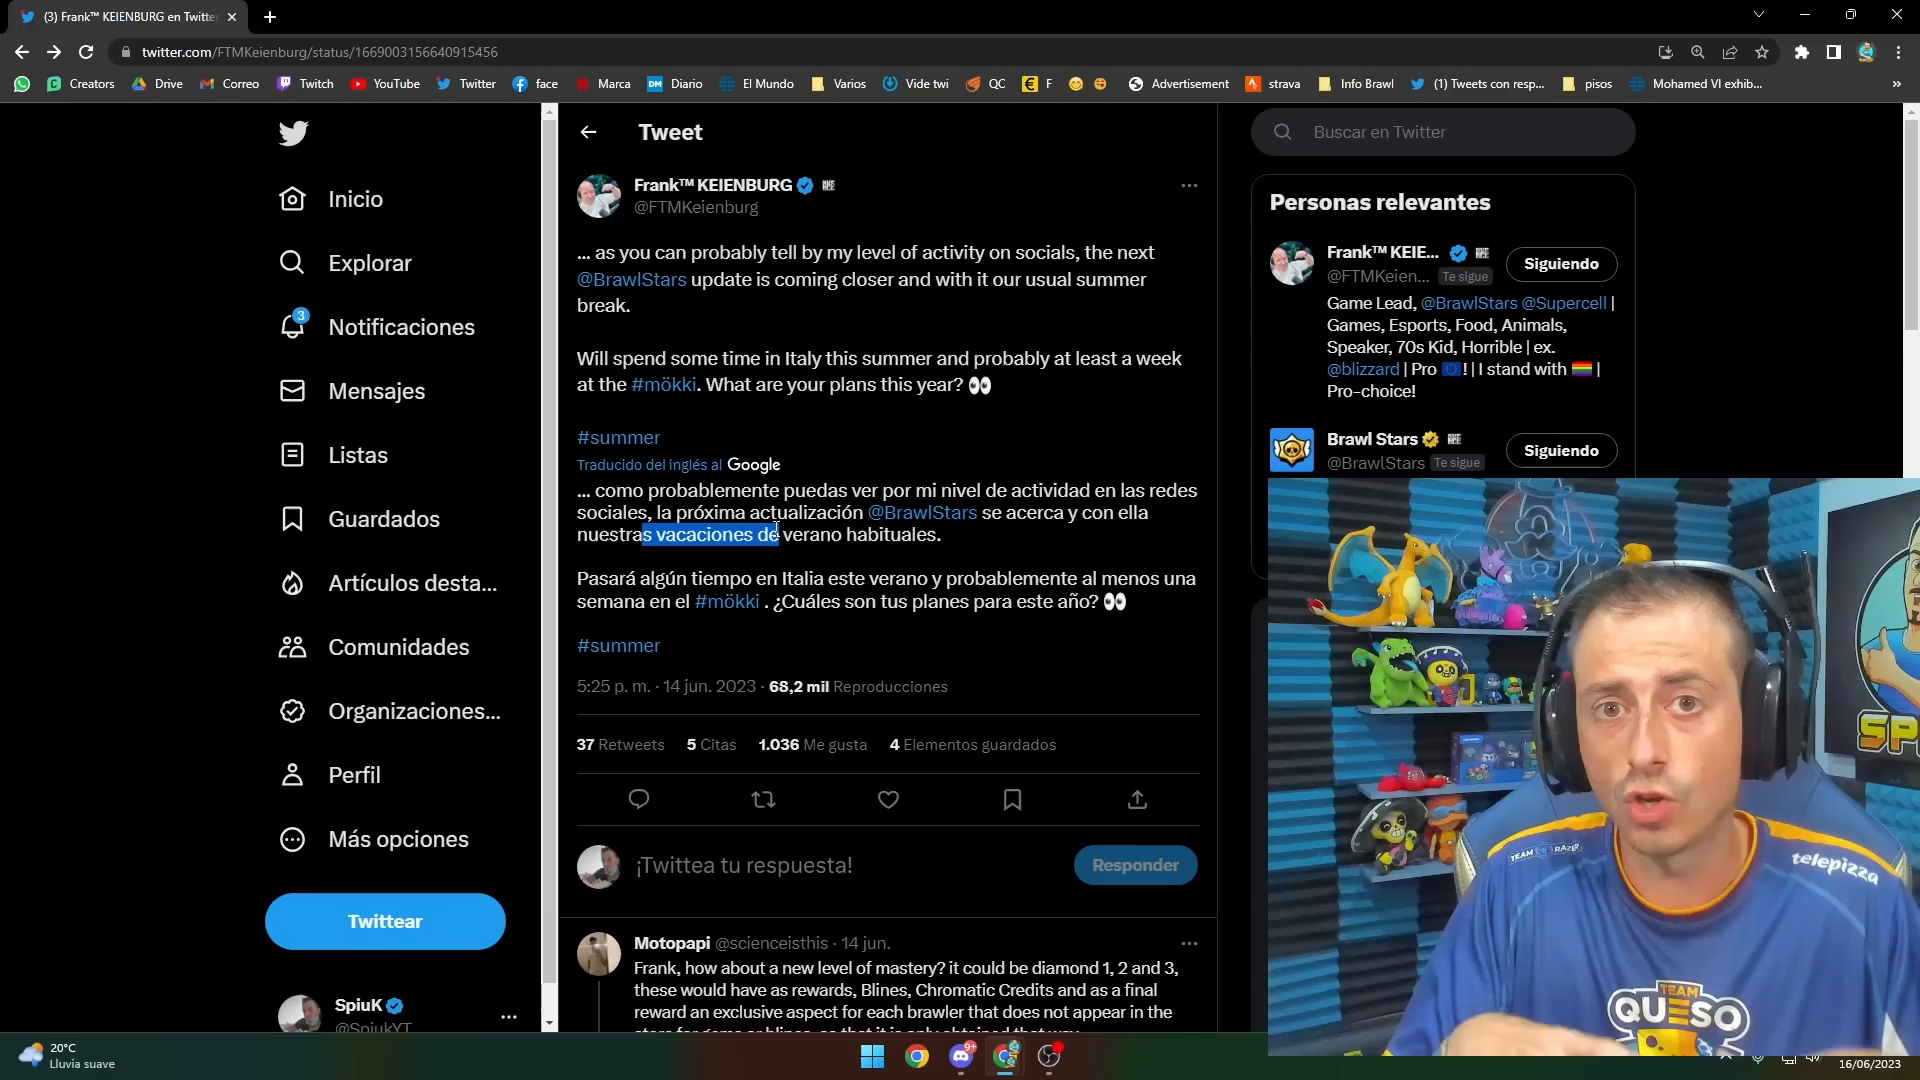 (3) Frank™ KEIENBURG en Twitte
twitter.com/FTMKeienburg/status/1669003156640915456
Creators
Drive
Correo
Twitch
YouTube
Twitter
face
Marca
DM Diario
El Mundo
Varios
Vide twi
QC
€ F
Advertisement
strava
Info Brawl
(1) Tweets con resp...
pisos
Mohamed VI exhib...
»
Inicio
Explorar
3
Notificaciones
Mensajes
Listas
Guardados
Artículos desta...
Comunidades
Organizaciones...
Perfil
Más opciones
Twittear
SpiuK
@SpiukYT
Tweet
Frank™ KEIENBURG
@FTMKeienburg
... as you can probably tell by my level of activity on socials, the next
@BrawlStars update is coming closer and with it our usual summer
break.
Will spend some time in Italy this summer and probably at least a week
at the #mökki. What are your plans this year? 👀
#summer
Traducido del inglés al Google
... como probablemente puedas ver por mi nivel de actividad en las redes
sociales, la próxima actualización @BrawlStars se acerca y con ella
nuestras vacaciones de verano habituales.
Pasará algún tiempo en Italia este verano y probablemente al menos una
semana en el #mökki . ¿Cuáles son tus planes para este año? 👀
#summer
5:25 p. m. · 14 jun. 2023 · 68,2 mil Reproducciones
37 Retweets 5 Citas 1.036 Me gusta 4 Elementos guardados
¡Twittea tu respuesta!
Responder
Motopapi @scienceisthis · 14 jun.
Frank, how about a new level of mastery? it could be diamond 1, 2 and 3,
these would have as rewards, Blines, Chromatic Credits and as a final
reward an exclusive aspect for each brawler that does not appear in the
Buscar en Twitter
Personas relevantes
Frank™ KEIE...
@FTMKeien... Te sigue
Siguiendo
Game Lead, @BrawlStars @Supercell |
Games, Esports, Food, Animals,
Speaker, 70s Kid, Horrible | ex.
@blizzard | Pro 🇪🇺! | I stand with 🏳️‍🌈 |
Pro-choice!
Brawl Stars
@BrawlStars Te sigue
Siguiendo
TEAM RAZER
telepizza
TEAM
QUESO
20°C
Lluvia suave
9+
16/06/2023